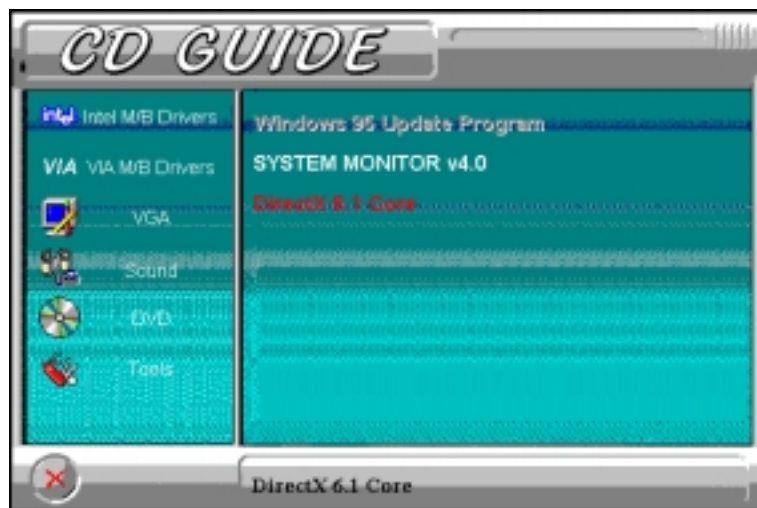 CD GUIDE
intel Intel M/B Drivers
VIA VIA M/B Drivers
VGA
Sound
DVD
Tools
Windows 95 Update Program
SYSTEM MONITOR v4.0
DirectX 6.1 Core
DirectX 6.1 Core